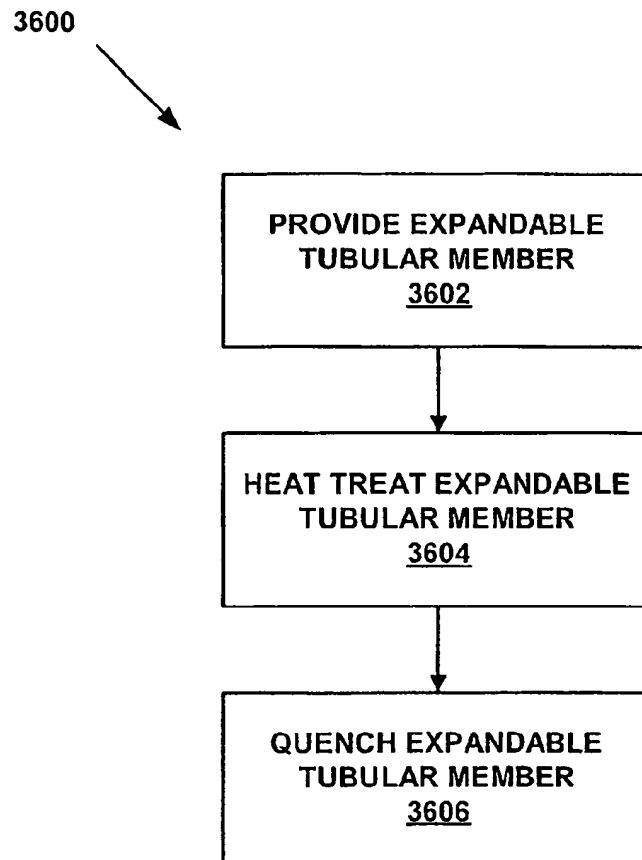 3600
PROVIDE EXPANDABLE
TUBULAR MEMBER
3602
HEAT TREAT EXPANDABLE
TUBULAR MEMBER
3604
QUENCH EXPANDABLE
TUBULAR MEMBER
3606